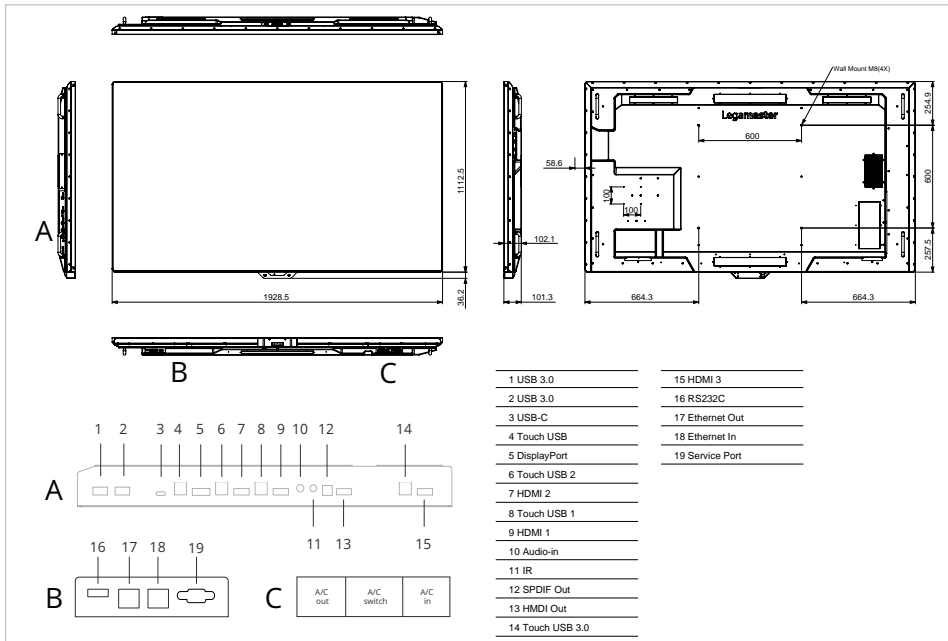 Wall Mount M8(4X)
Legamaster
254.9
600
600
58.6
100
100
1112.5
A
102.1
257.5
36.2
1928.5
101.3
664.3
664.3
B
C
1 USB 3.0
2 USB 3.0
3 USB-C
4 Touch USB
5 DisplayPort
6 Touch USB 2
7 HDMI 2
8 Touch USB 1
9 HDMI 1
10 Audio-in
11 IR
12 SPDIF Out
13 HMDI Out
14 Touch USB 3.0
15 HDMI 3
16 RS232C
17 Ethernet Out
18 Ethernet In
19 Service Port
1 2 3 4 5 6 7 8 9 10 12 14
A
11 13 15
16 17 18 19
B
C
A/C out
A/C switch
A/C in